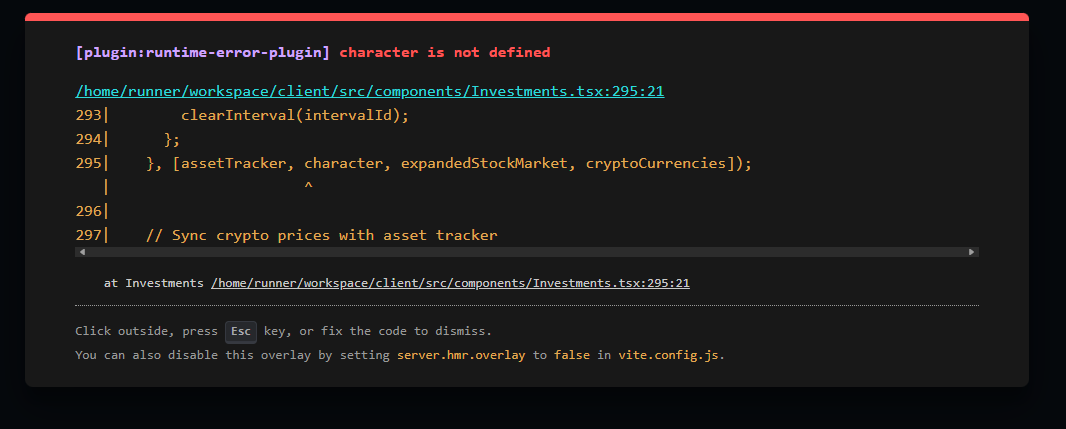 [plugin:runtime-error-plugin] character is not defined
/home/runner/workspace/client/src/components/Investments.tsx:295:21
293|        clearInterval(intervalId);
294|      };
295|    }, [assetTracker, character, expandedStockMarket, cryptoCurrencies]);
   |                      ^
296|
297|    // Sync crypto prices with asset tracker
at Investments /home/runner/workspace/client/src/components/Investments.tsx:295:21
Click outside, press Esc key, or fix the code to dismiss.
You can also disable this overlay by setting server.hmr.overlay to false in vite.config.js.